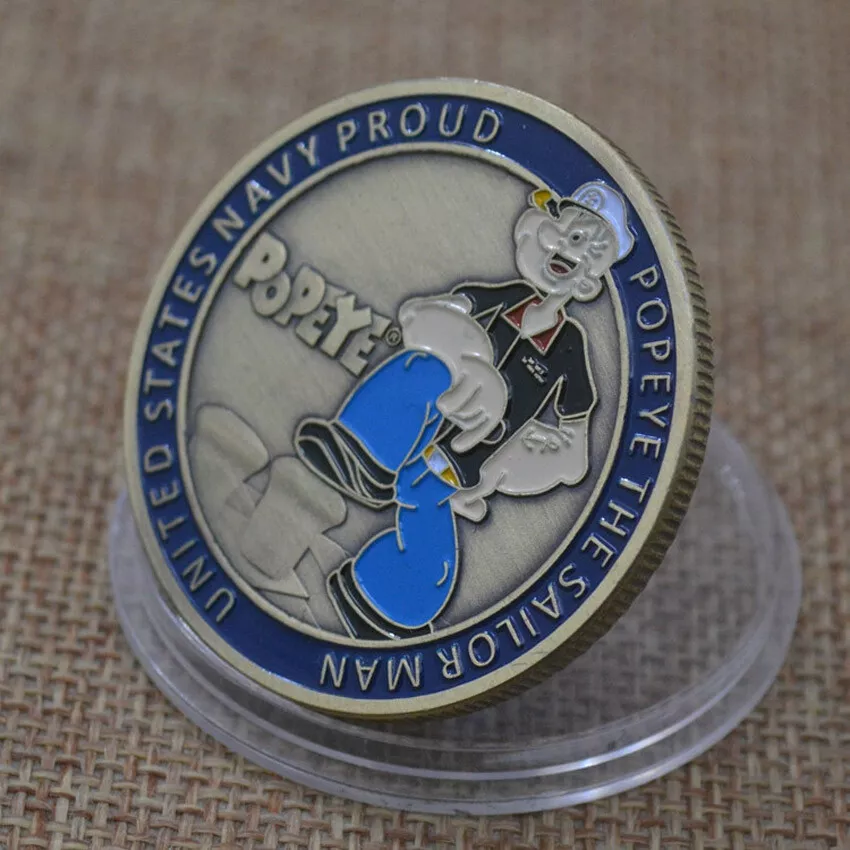 UNITED STATES NAVY PROUD
POPEYE®
POPEYE THE SAILOR MAN